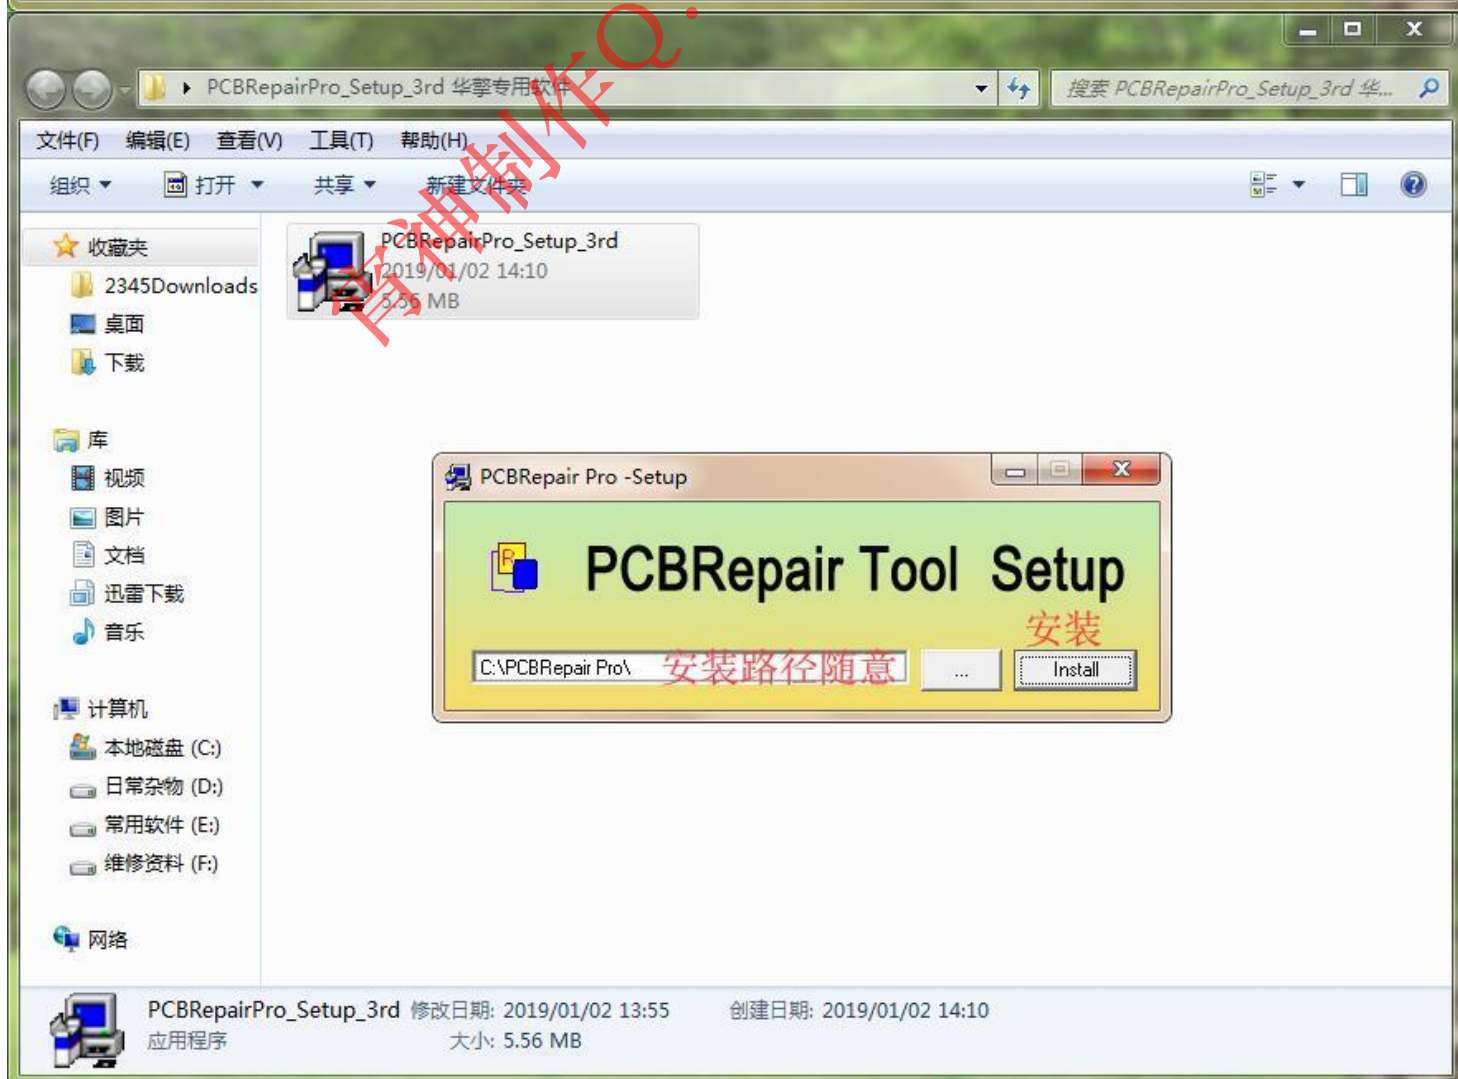 PCBRepairPro_Setup_3rd 华擎专用软件
搜索 PCBRepairPro_Setup_3rd 华...
文件(F) 编辑(E) 查看(V) 工具(T) 帮助(H)
组织 打开 共享 新建文件夹
收藏夹
2345Downloads
桌面
下载
库
视频
图片
文档
迅雷下载
音乐
计算机
本地磁盘 (C:)
日常杂物 (D:)
常用软件 (E:)
维修资料 (F:)
网络
PCBRepairPro_Setup_3rd
2019/01/02 14:10
5.56 MB
神制作Q.
PCBRepair Pro -Setup
R
PCBRepair Tool Setup
安装
C:\PCBRepair Pro\ 安装路径随意 ... Install
PCBRepairPro_Setup_3rd 修改日期: 2019/01/02 13:55 创建日期: 2019/01/02 14:10
应用程序 大小: 5.56 MB